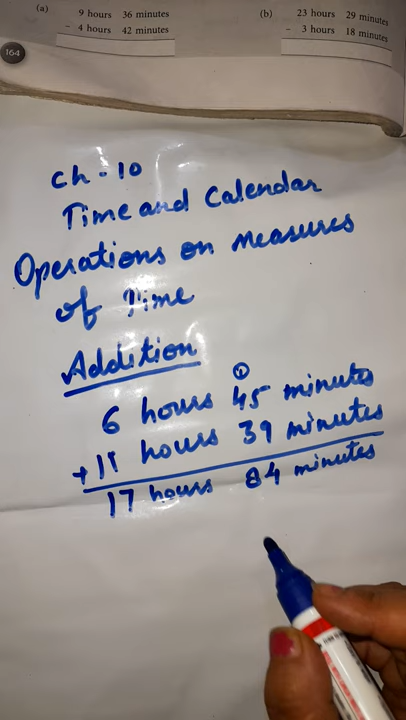 (a) 9 hours 36 minutes
- 4 hours 42 minutes
(b) 23 hours 29 minutes
- 3 hours 18 minutes
164
Ch - 10
Time and Calendar
Operations on Measures
of Time
Addition
1
6 hours 45 minutes
+ 11 hours 39 minutes
17 hours 84 minutes